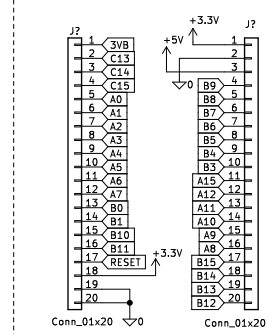 J?
1 3VB
2 C13
3 C14
4 C15
5 A0
6 A1
7 A2
8 A3
9 A4
10 A5
11 A6
12 A7
13 B0
14 B1
15 B10
16 B11
17 RESET
18 +3.3V
19
20
0
Conn_01x20
J?
+3.3V
1
+5V
2
3
0
B9 4
B8 5
B7 6
B6 7
B5 8
B4 9
B3 10
A15 11
A12 12
A11 13
A10 14
A9 15
A8 16
B15 17
B14 18
B13 19
B12 20
Conn_01x20